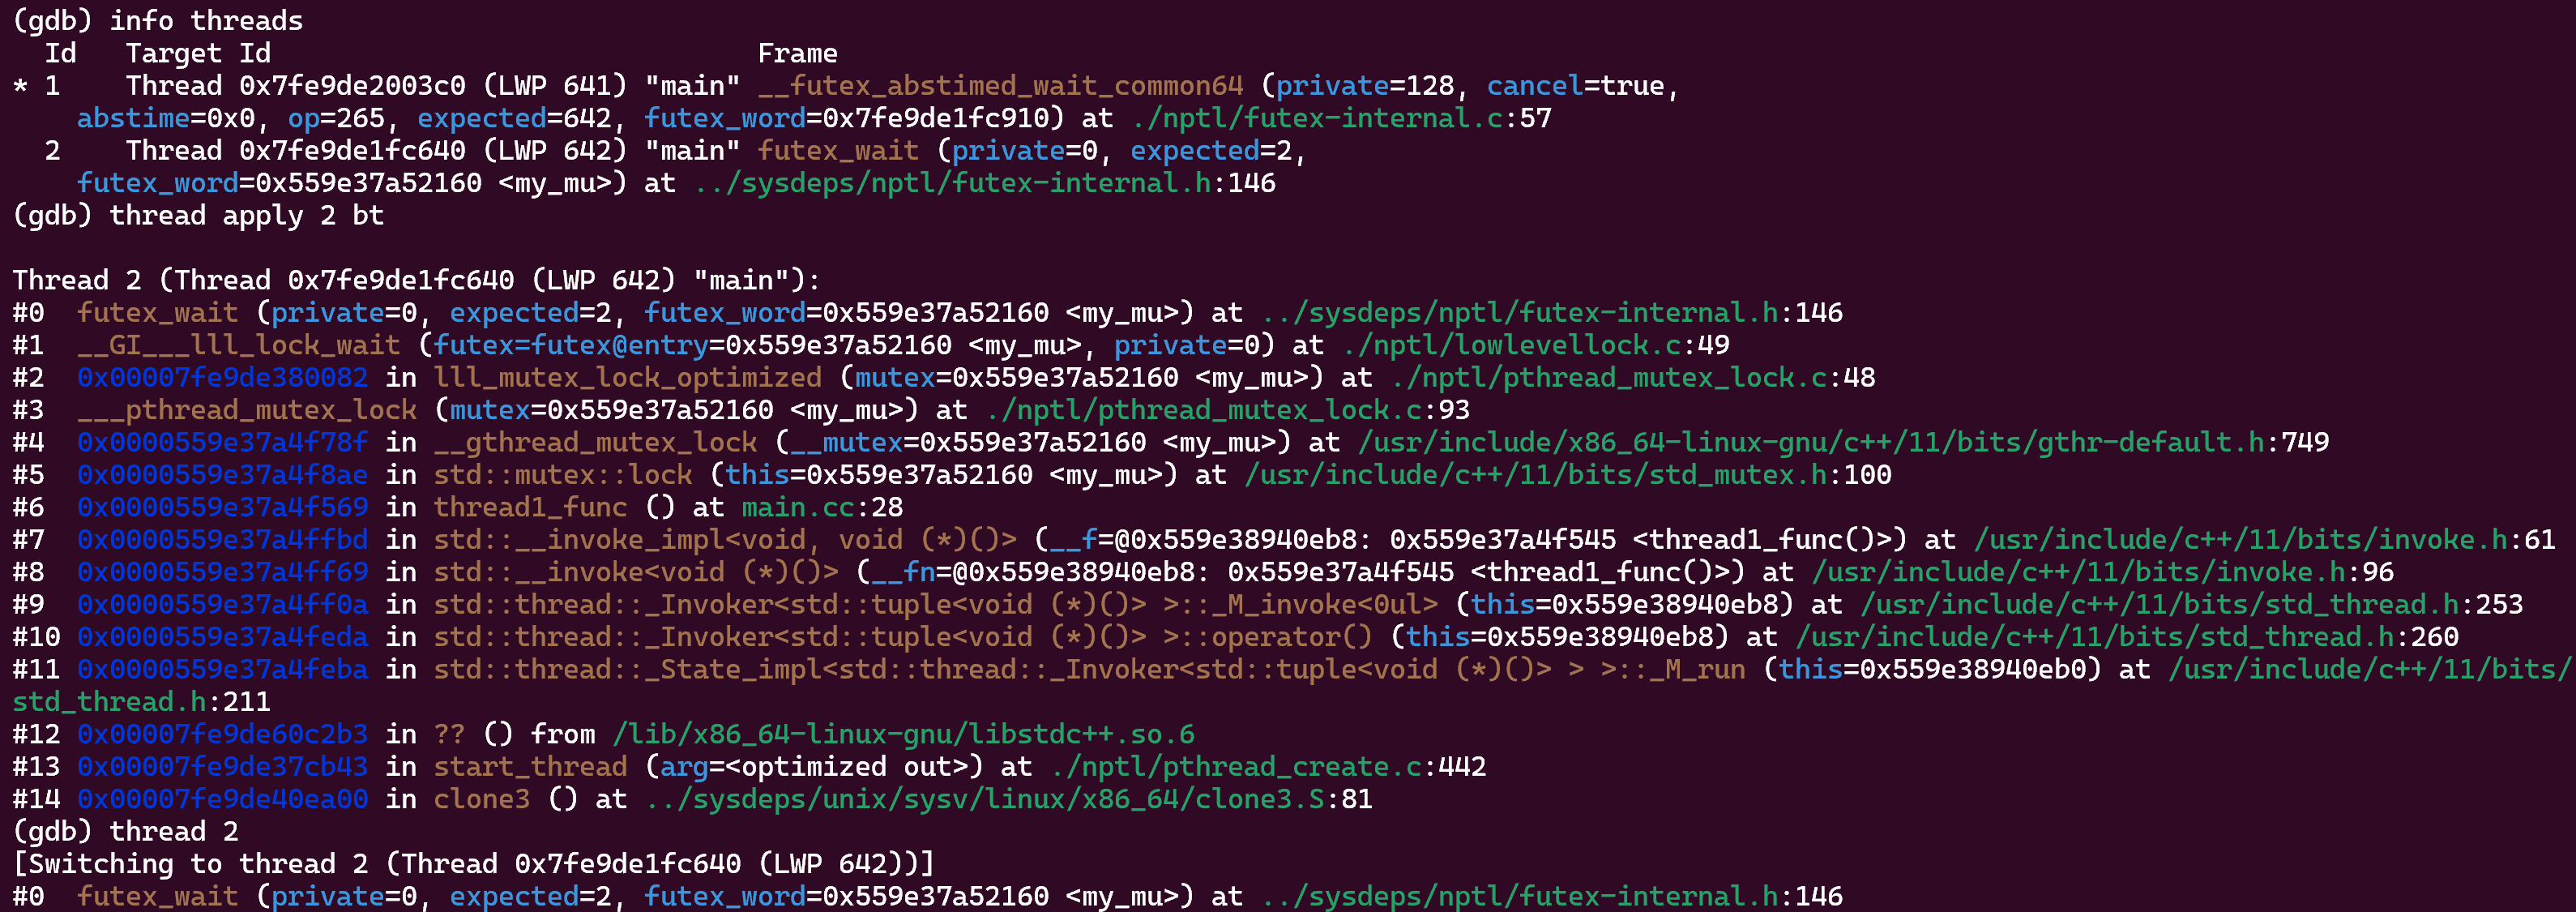 (gdb) info threads
  Id   Target Id                              Frame
* 1    Thread 0x7fe9de2003c0 (LWP 641) "main" __futex_abstimed_wait_common64 (private=128, cancel=true,
    abstime=0x0, op=265, expected=642, futex_word=0x7fe9de1fc910) at ./nptl/futex-internal.c:57
  2    Thread 0x7fe9de1fc640 (LWP 642) "main" futex_wait (private=0, expected=2,
    futex_word=0x559e37a52160 <my_mu>) at ../sysdeps/nptl/futex-internal.h:146
(gdb) thread apply 2 bt

Thread 2 (Thread 0x7fe9de1fc640 (LWP 642) "main"):
#0  futex_wait (private=0, expected=2, futex_word=0x559e37a52160 <my_mu>) at ../sysdeps/nptl/futex-internal.h:146
#1  __GI___lll_lock_wait (futex=futex@entry=0x559e37a52160 <my_mu>, private=0) at ./nptl/lowlevellock.c:49
#2  0x00007fe9de380082 in lll_mutex_lock_optimized (mutex=0x559e37a52160 <my_mu>) at ./nptl/pthread_mutex_lock.c:48
#3  ___pthread_mutex_lock (mutex=0x559e37a52160 <my_mu>) at ./nptl/pthread_mutex_lock.c:93
#4  0x0000559e37a4f78f in __gthread_mutex_lock (__mutex=0x559e37a52160 <my_mu>) at /usr/include/x86_64-linux-gnu/c++/11/bits/gthr-default.h:749
#5  0x0000559e37a4f8ae in std::mutex::lock (this=0x559e37a52160 <my_mu>) at /usr/include/c++/11/bits/std_mutex.h:100
#6  0x0000559e37a4f569 in thread1_func () at main.cc:28
#7  0x0000559e37a4ffbd in std::__invoke_impl<void, void (*)()> (__f=@0x559e38940eb8: 0x559e37a4f545 <thread1_func()>) at /usr/include/c++/11/bits/invoke.h:61
#8  0x0000559e37a4ff69 in std::__invoke<void (*)()> (__fn=@0x559e38940eb8: 0x559e37a4f545 <thread1_func()>) at /usr/include/c++/11/bits/invoke.h:96
#9  0x0000559e37a4ff0a in std::thread::_Invoker<std::tuple<void (*)()> >::_M_invoke<0ul> (this=0x559e38940eb8) at /usr/include/c++/11/bits/std_thread.h:253
#10 0x0000559e37a4feda in std::thread::_Invoker<std::tuple<void (*)()> >::operator() (this=0x559e38940eb8) at /usr/include/c++/11/bits/std_thread.h:260
#11 0x0000559e37a4feba in std::thread::_State_impl<std::thread::_Invoker<std::tuple<void (*)()> > >::_M_run (this=0x559e38940eb0) at /usr/include/c++/11/bits/
std_thread.h:211
#12 0x00007fe9de60c2b3 in ?? () from /lib/x86_64-linux-gnu/libstdc++.so.6
#13 0x00007fe9de37cb43 in start_thread (arg=<optimized out>) at ./nptl/pthread_create.c:442
#14 0x00007fe9de40ea00 in clone3 () at ../sysdeps/unix/sysv/linux/x86_64/clone3.S:81
(gdb) thread 2
[Switching to thread 2 (Thread 0x7fe9de1fc640 (LWP 642))]
#0  futex_wait (private=0, expected=2, futex_word=0x559e37a52160 <my_mu>) at ../sysdeps/nptl/futex-internal.h:146